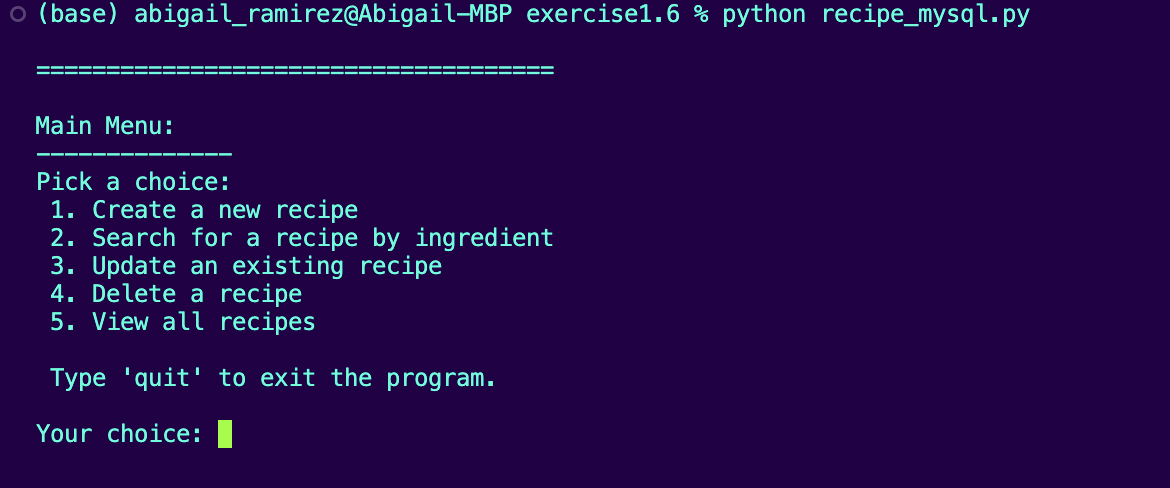 (base) abigail_ramirez@Abigail-MBP exercise1.6 % python recipe_mysql.py
=====================================
Main Menu:
--------------
Pick a choice:
1. Create a new recipe
2. Search for a recipe by ingredient
3. Update an existing recipe
4. Delete a recipe
5. View all recipes
Type 'quit' to exit the program.
Your choice: